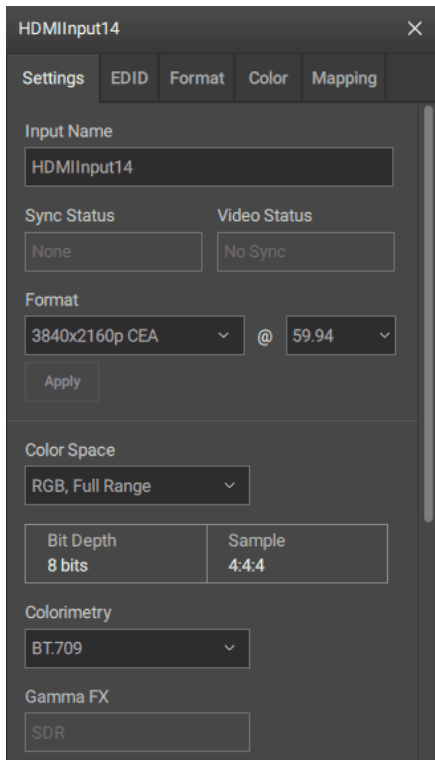 HDMIInput14
Settings EDID Format Color Mapping
Input Name
HDMIInput14
Sync Status Video Status
None No Sync
Format
3840x2160p CEA @ 59.94
Apply
Color Space
RGB, Full Range
Bit Depth Sample
8 bits 4:4:4
Colorimetry
BT.709
Gamma FX
SDR